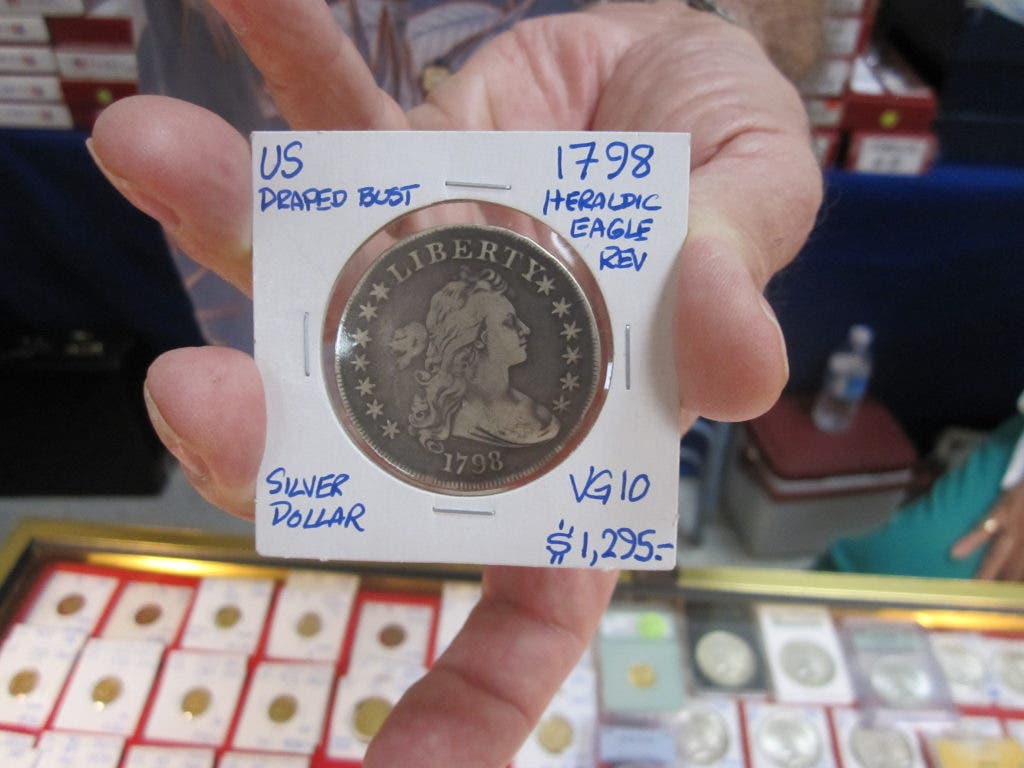 US
DRAPED BUST
1798
HERALDIC
EAGLE
REV
LIBERTY
1798
SILVER
DOLLAR
VG10
$1,295.-